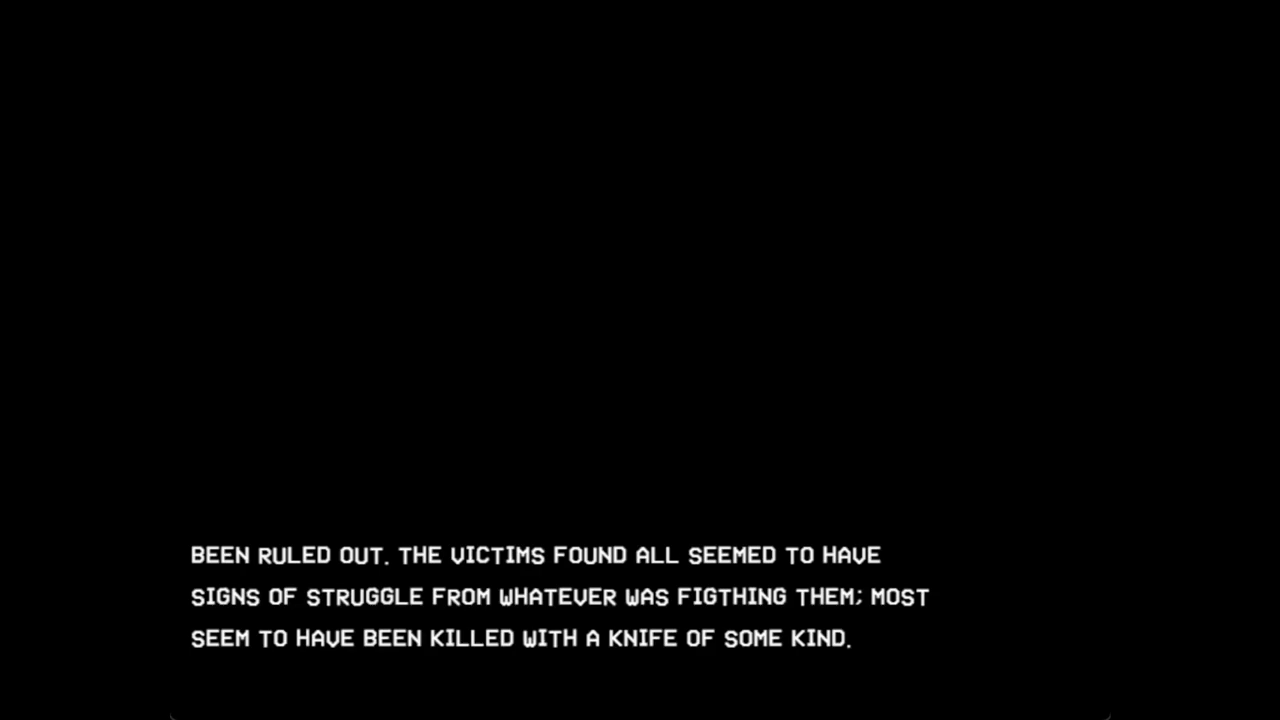 BEEN RULED OUT. THE VICTIMS FOUND ALL SEEMED TO HAVE
SIGNS OF STRUGGLE FROM WHATEVER WAS FIGTHING THEM; MOST
SEEM TO HAVE BEEN KILLED WITH A KNIFE OF SOME KIND.